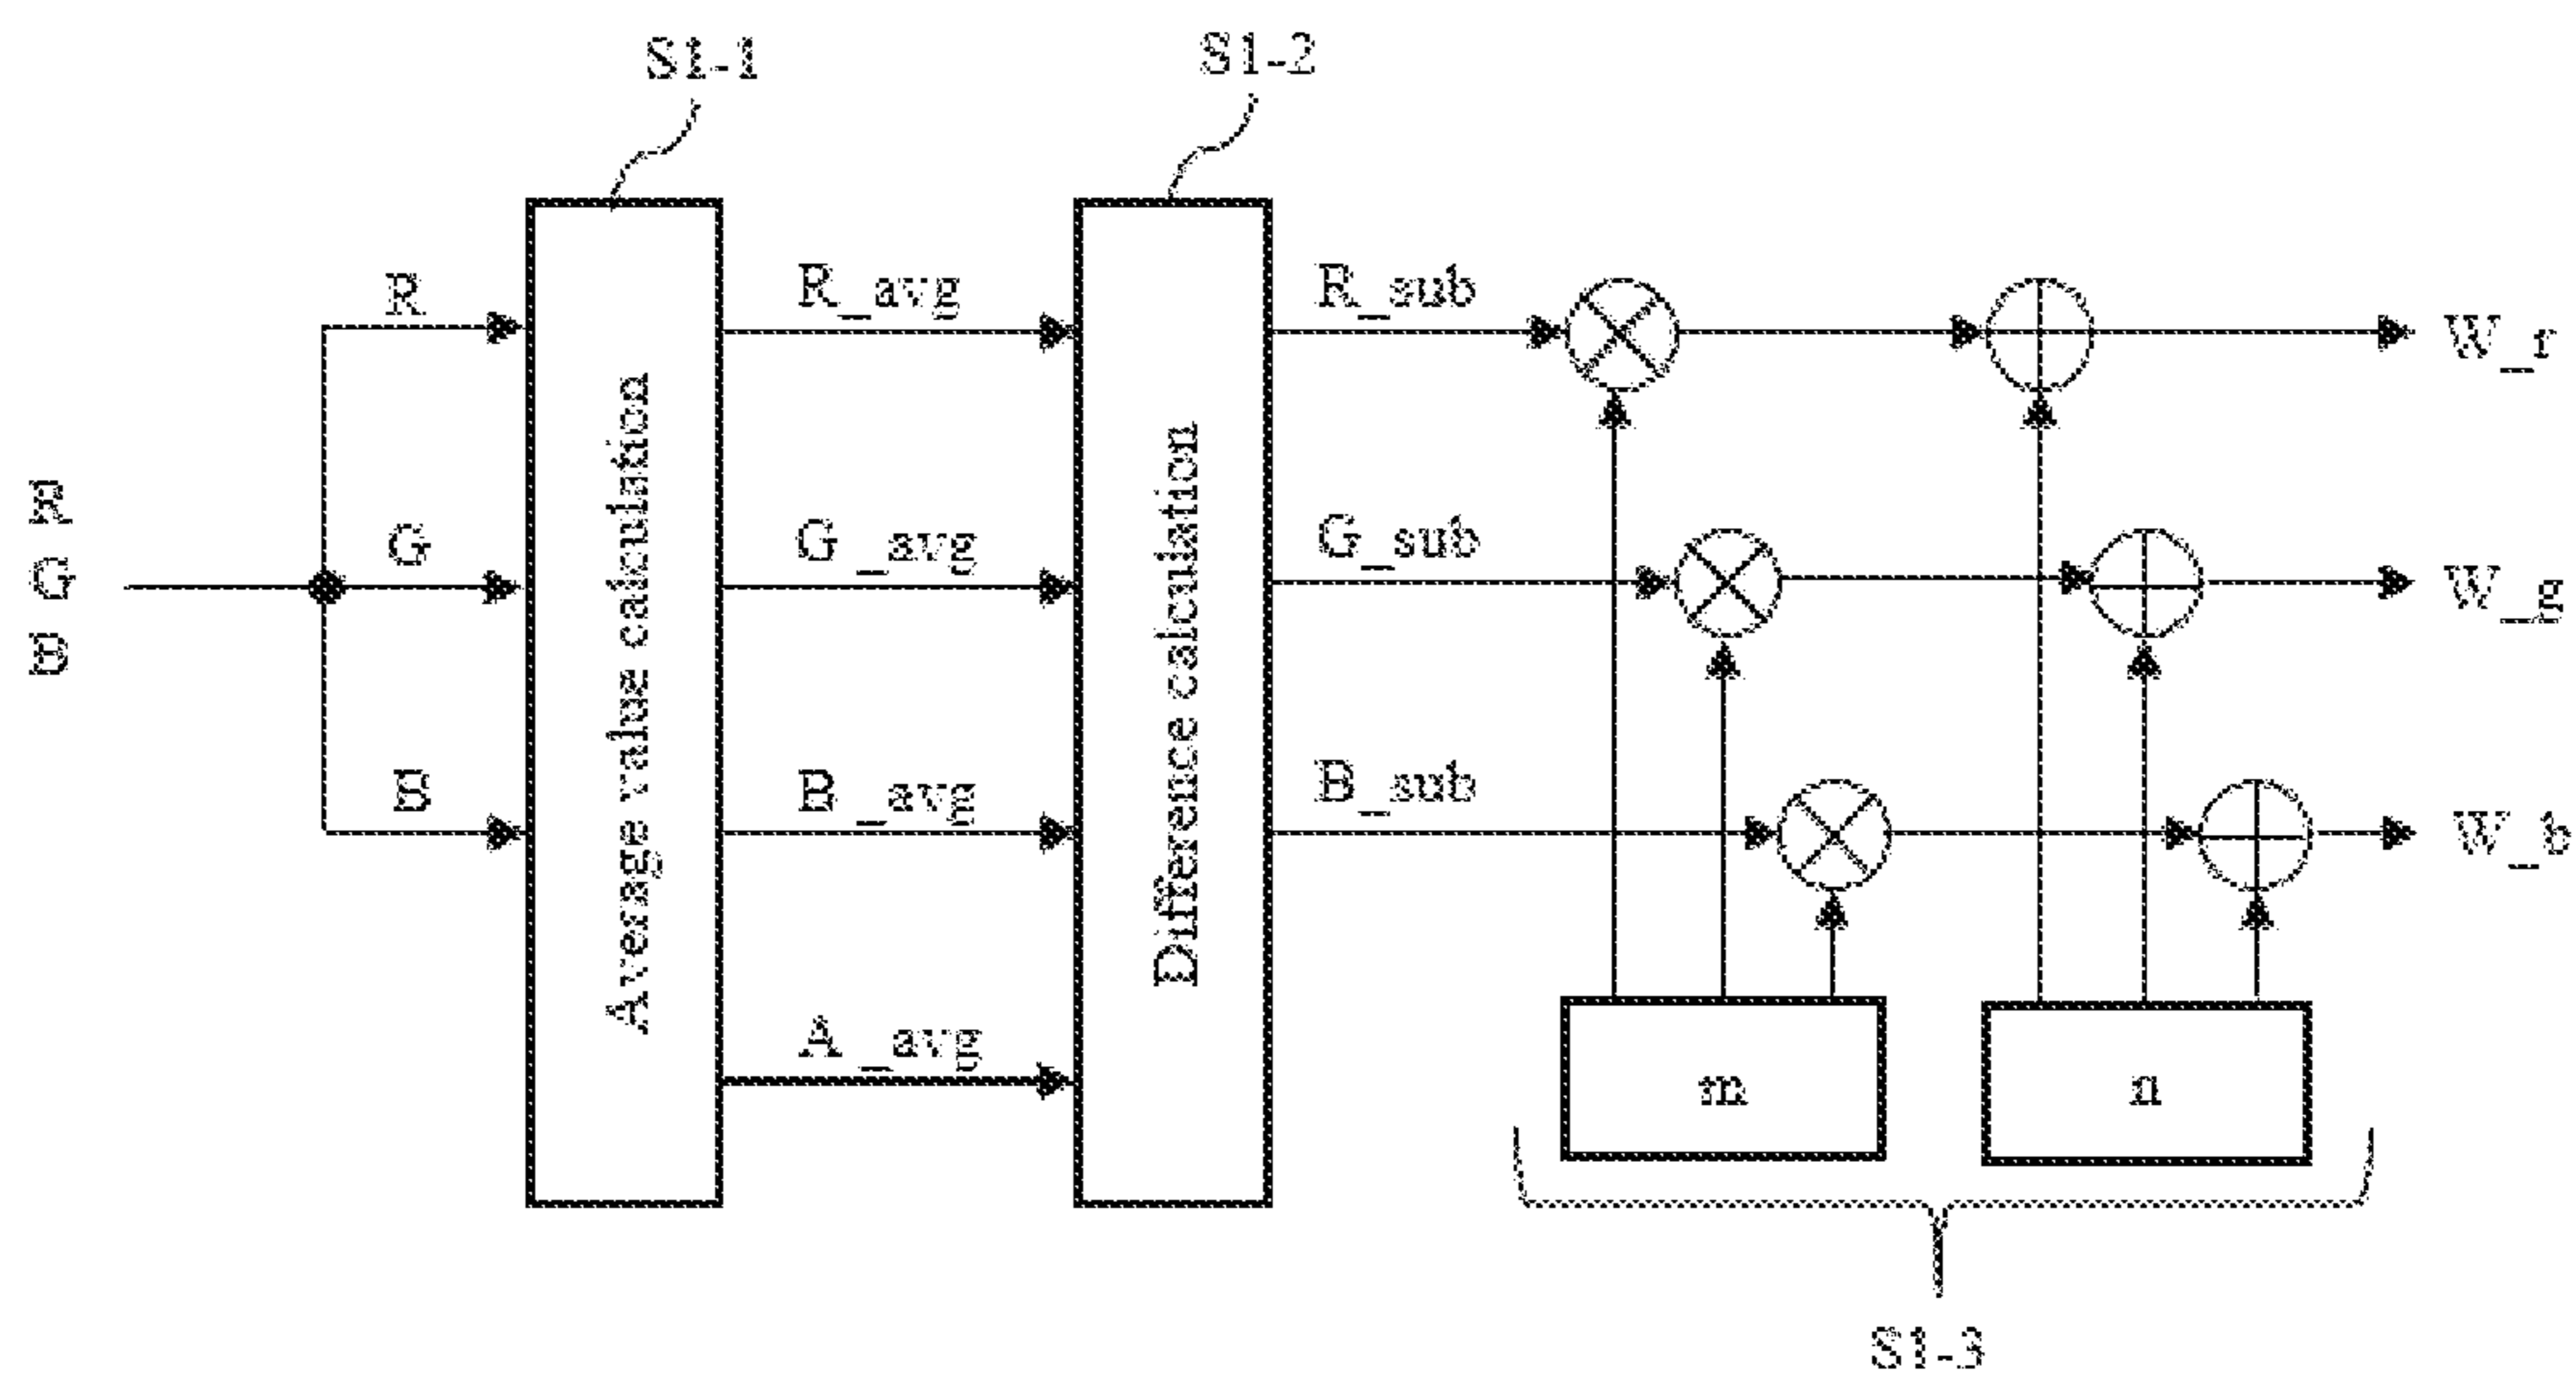 S1-1
S1-2
R G B
R
G
B
Average value calculation
R_avg
G_avg
B_avg
A_avg
Difference calculation
R_sub
G_sub
B_sub
m
n
W_r
W_g
W_b
S1-3